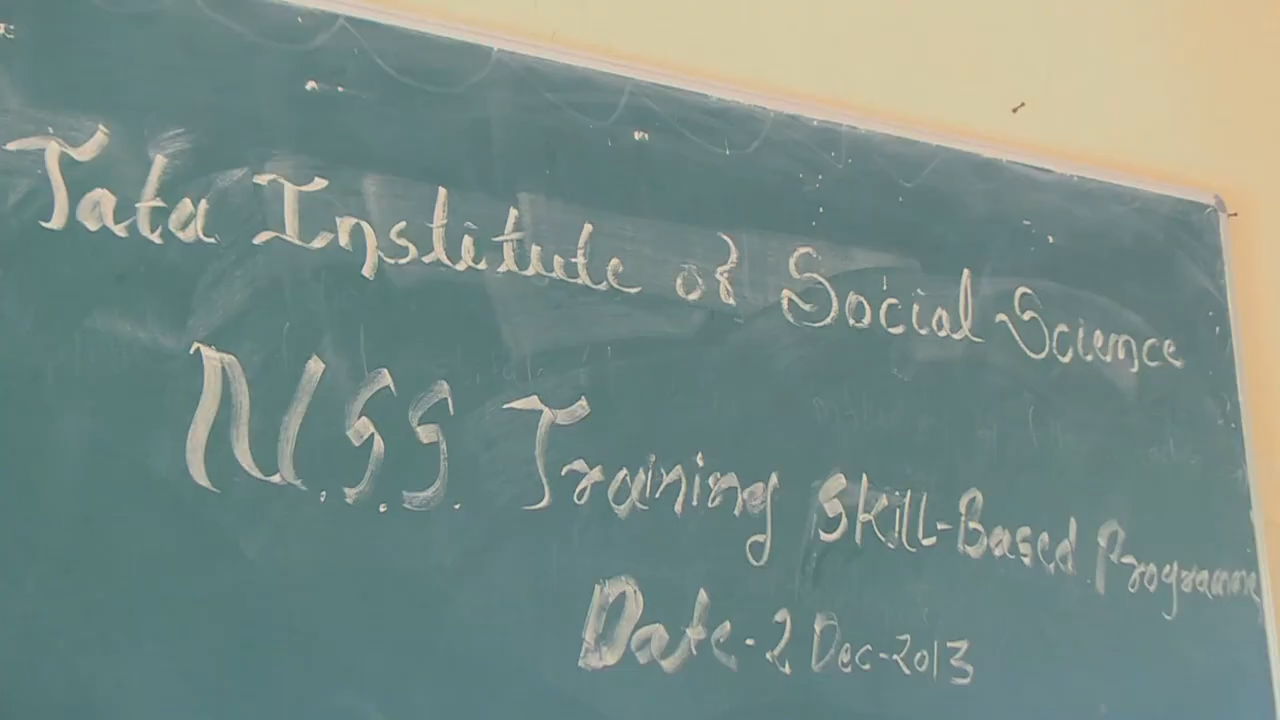 Tata Institute of Social Science
N.S.S. Training Skill-Based Programme
Date-2 Dec-2013